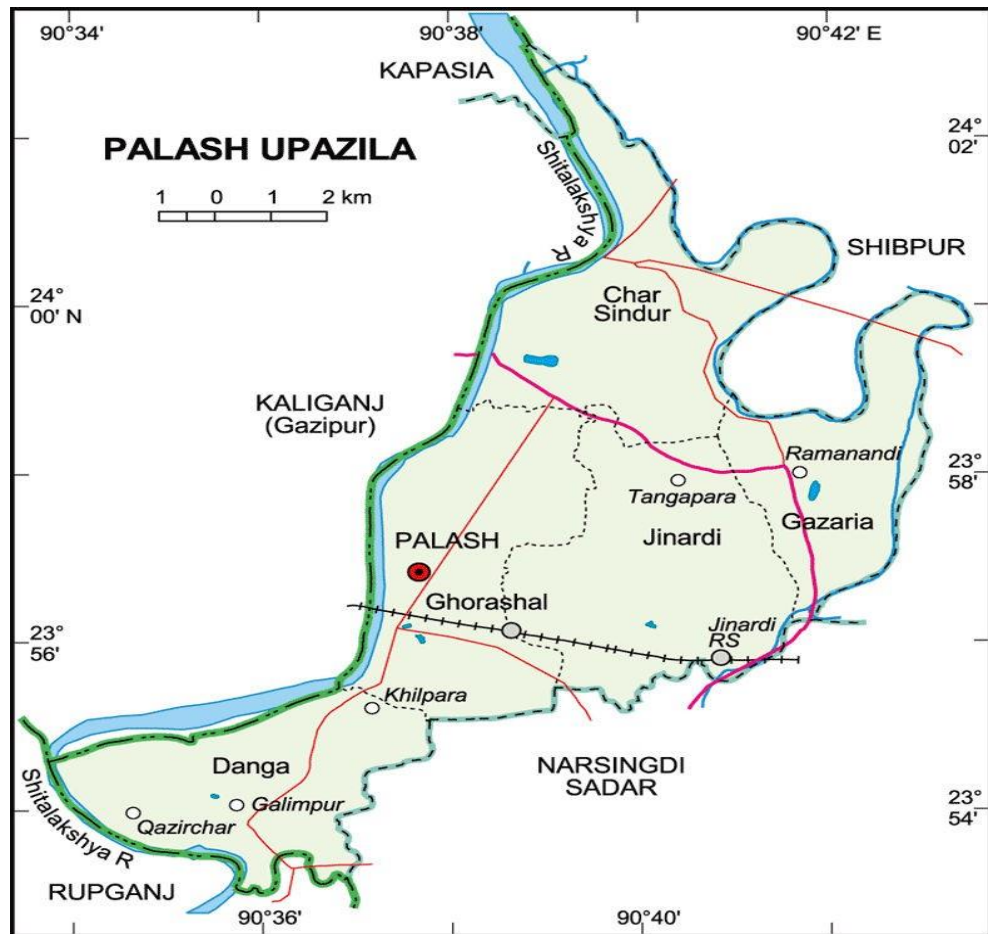 90°34'
90°38'
90°42' E
KAPASIA
24°
02'
PALASH UPAZILA
1 0 1 2 km
Shitalakshya R
SHIBPUR
Char
Sindur
24°
00' N
KALIGANJ
(Gazipur)
Ramanandi
23°
58'
Tangapara
Gazaria
Jinardi
PALASH
Ghorashal
Jinardi
RS
23°
56'
Khilpara
Danga
NARSINGDI
SADAR
Galimpur
Qazirchar
23°
54'
Shitalakshya R
RUPGANJ
90°36'
90°40'